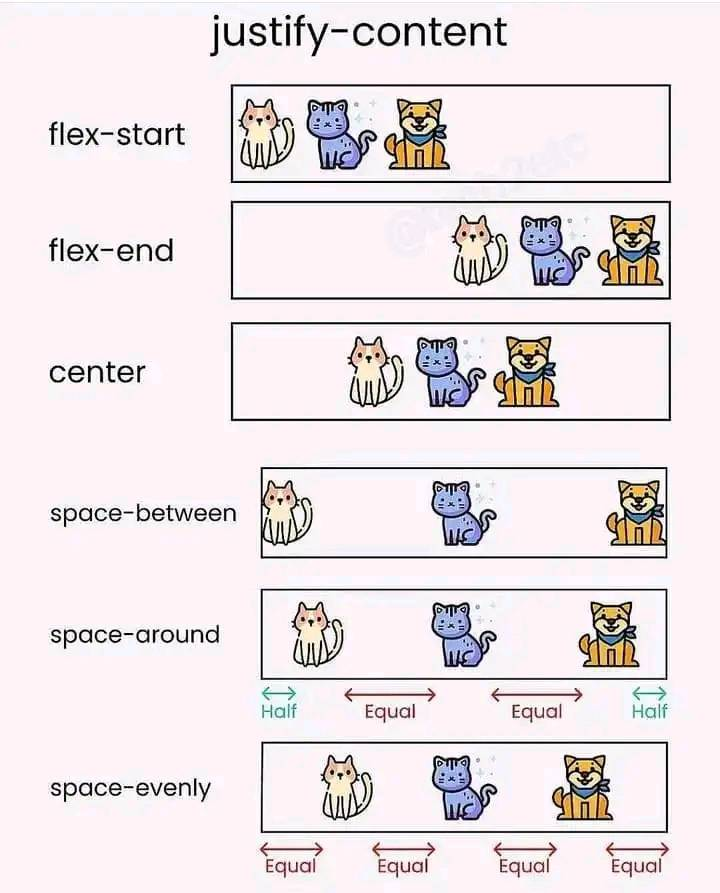 justify-content
flex-start
flex-end
center
space-between
space-around
Half
Equal
Equal
Half
space-evenly
Equal
Equal
Equal
Equal